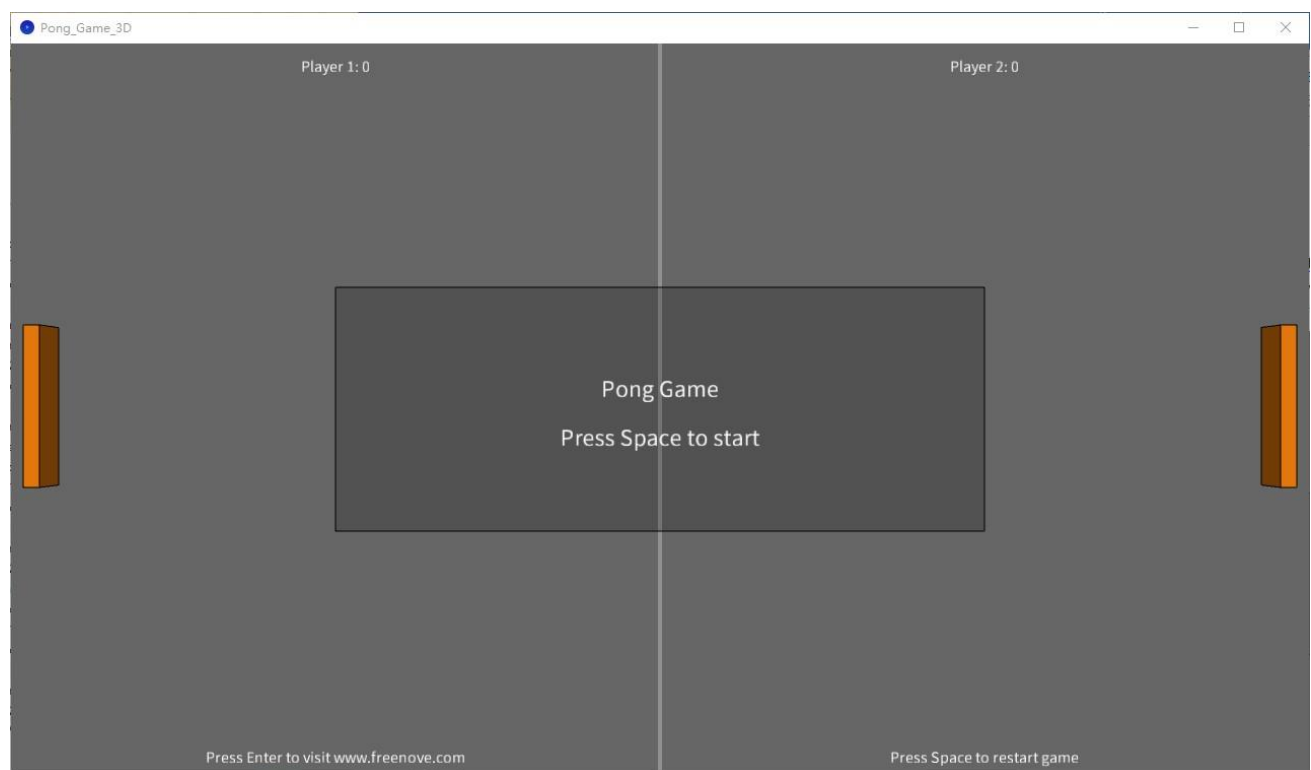 Pong_Game_3D
Player 1: 0
Player 2: 0
Pong Game
Press Space to start
Press Enter to visit www.freenove.com
Press Space to restart game